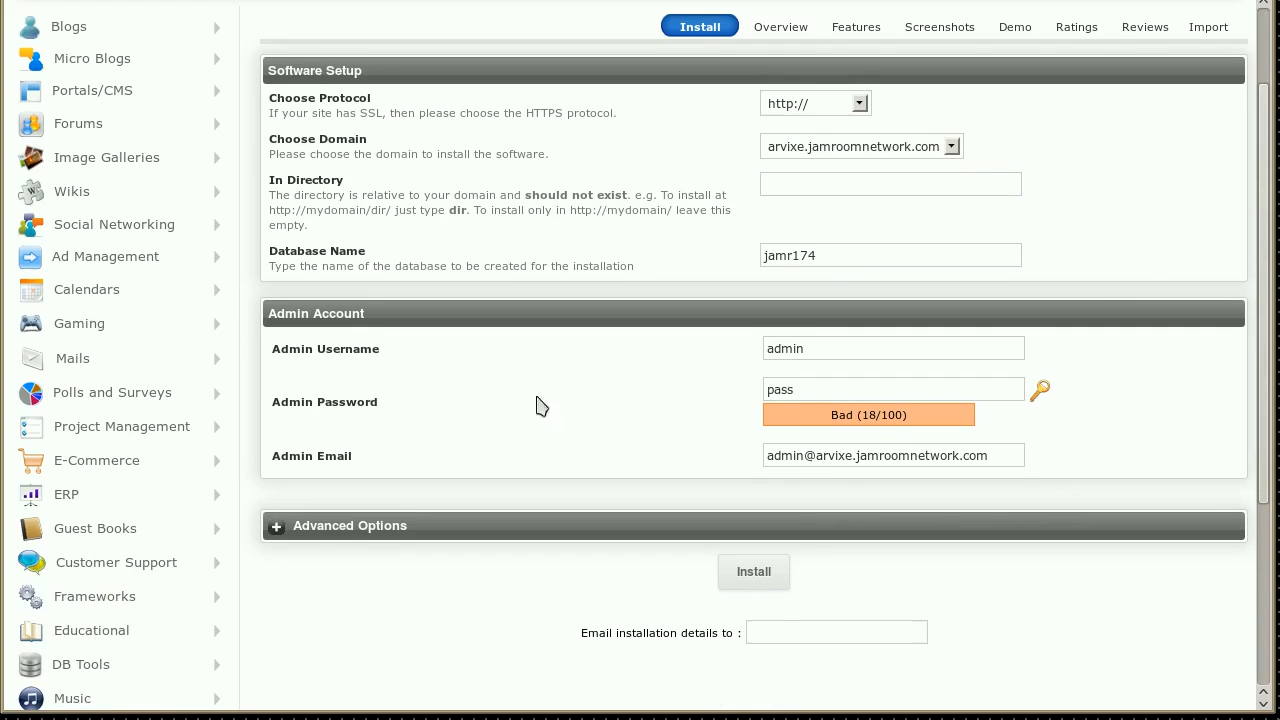 Blogs
Micro Blogs
Portals/CMS
Forums
Image Galleries
Wikis
Social Networking
Ad Management
Calendars
Gaming
Mails
Polls and Surveys
Project Management
E-Commerce
ERP
Guest Books
Customer Support
Frameworks
Educational
DB Tools
Music
Install Overview Features Screenshots Demo Ratings Reviews Import
Software Setup
Choose Protocol
If your site has SSL, then please choose the HTTPS protocol.
http://
Choose Domain
Please choose the domain to install the software.
arvixe.jamroomnetwork.com
In Directory
The directory is relative to your domain and should not exist. e.g. To install at
http://mydomain/dir/ just type dir. To install only in http://mydomain/ leave this
empty.
Database Name
Type the name of the database to be created for the installation
jamr174
Admin Account
Admin Username
admin
Admin Password
pass
Bad (18/100)
Admin Email
admin@arvixe.jamroomnetwork.com
Advanced Options
Install
Email installation details to :